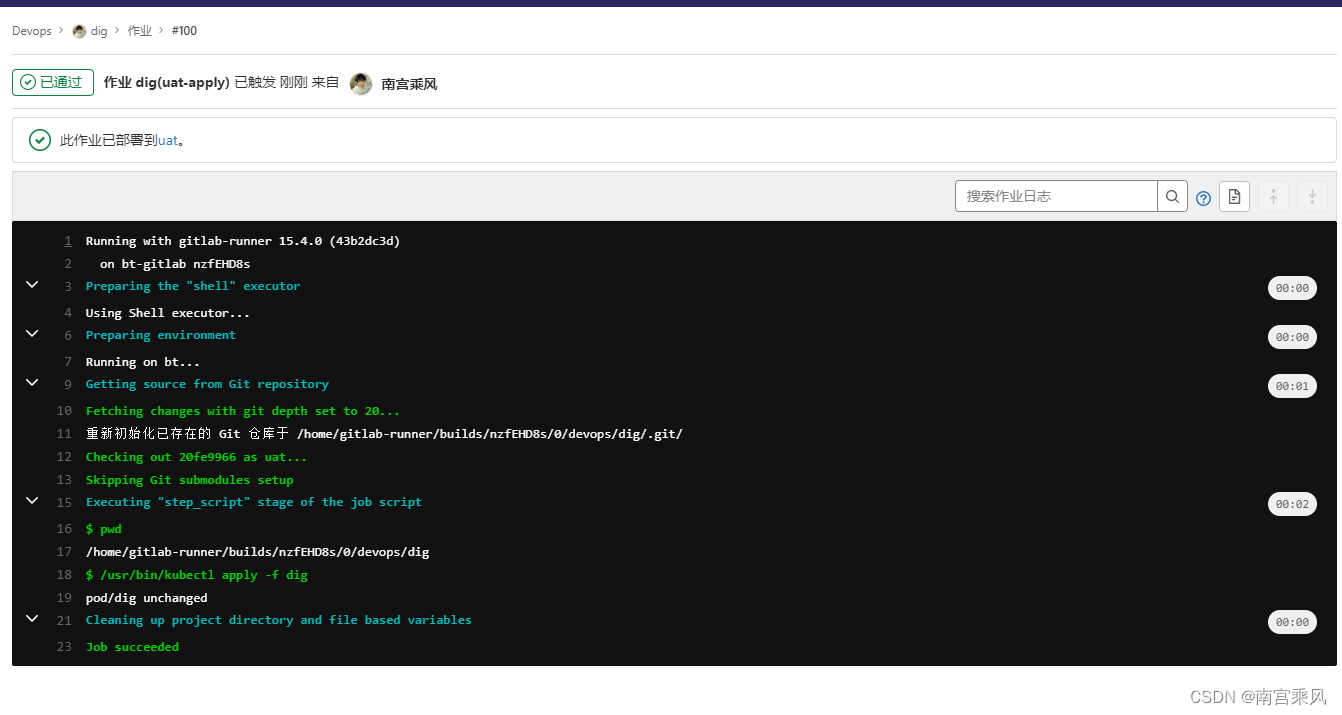 Devops > dig > 作业 > #100
已通过 作业 dig(uat-apply) 已触发 刚刚 来自 南宫乘风
此作业已部署到uat。
搜索作业日志
1 Running with gitlab-runner 15.4.0 (43b2dc3d)
2 on bt-gitlab nzfEHD8s
3 Preparing the "shell" executor 00:00
4 Using Shell executor...
6 Preparing environment 00:00
7 Running on bt...
9 Getting source from Git repository 00:01
10 Fetching changes with git depth set to 20...
11 重新初始化已存在的 Git 仓库于 /home/gitlab-runner/builds/nzfEHD8s/0/devops/dig/.git/
12 Checking out 20fe9966 as uat...
13 Skipping Git submodules setup
15 Executing "step_script" stage of the job script 00:02
16 $ pwd
17 /home/gitlab-runner/builds/nzfEHD8s/0/devops/dig
18 $ /usr/bin/kubectl apply -f dig
19 pod/dig unchanged
21 Cleaning up project directory and file based variables 00:00
23 Job succeeded
CSDN @南宫乘风